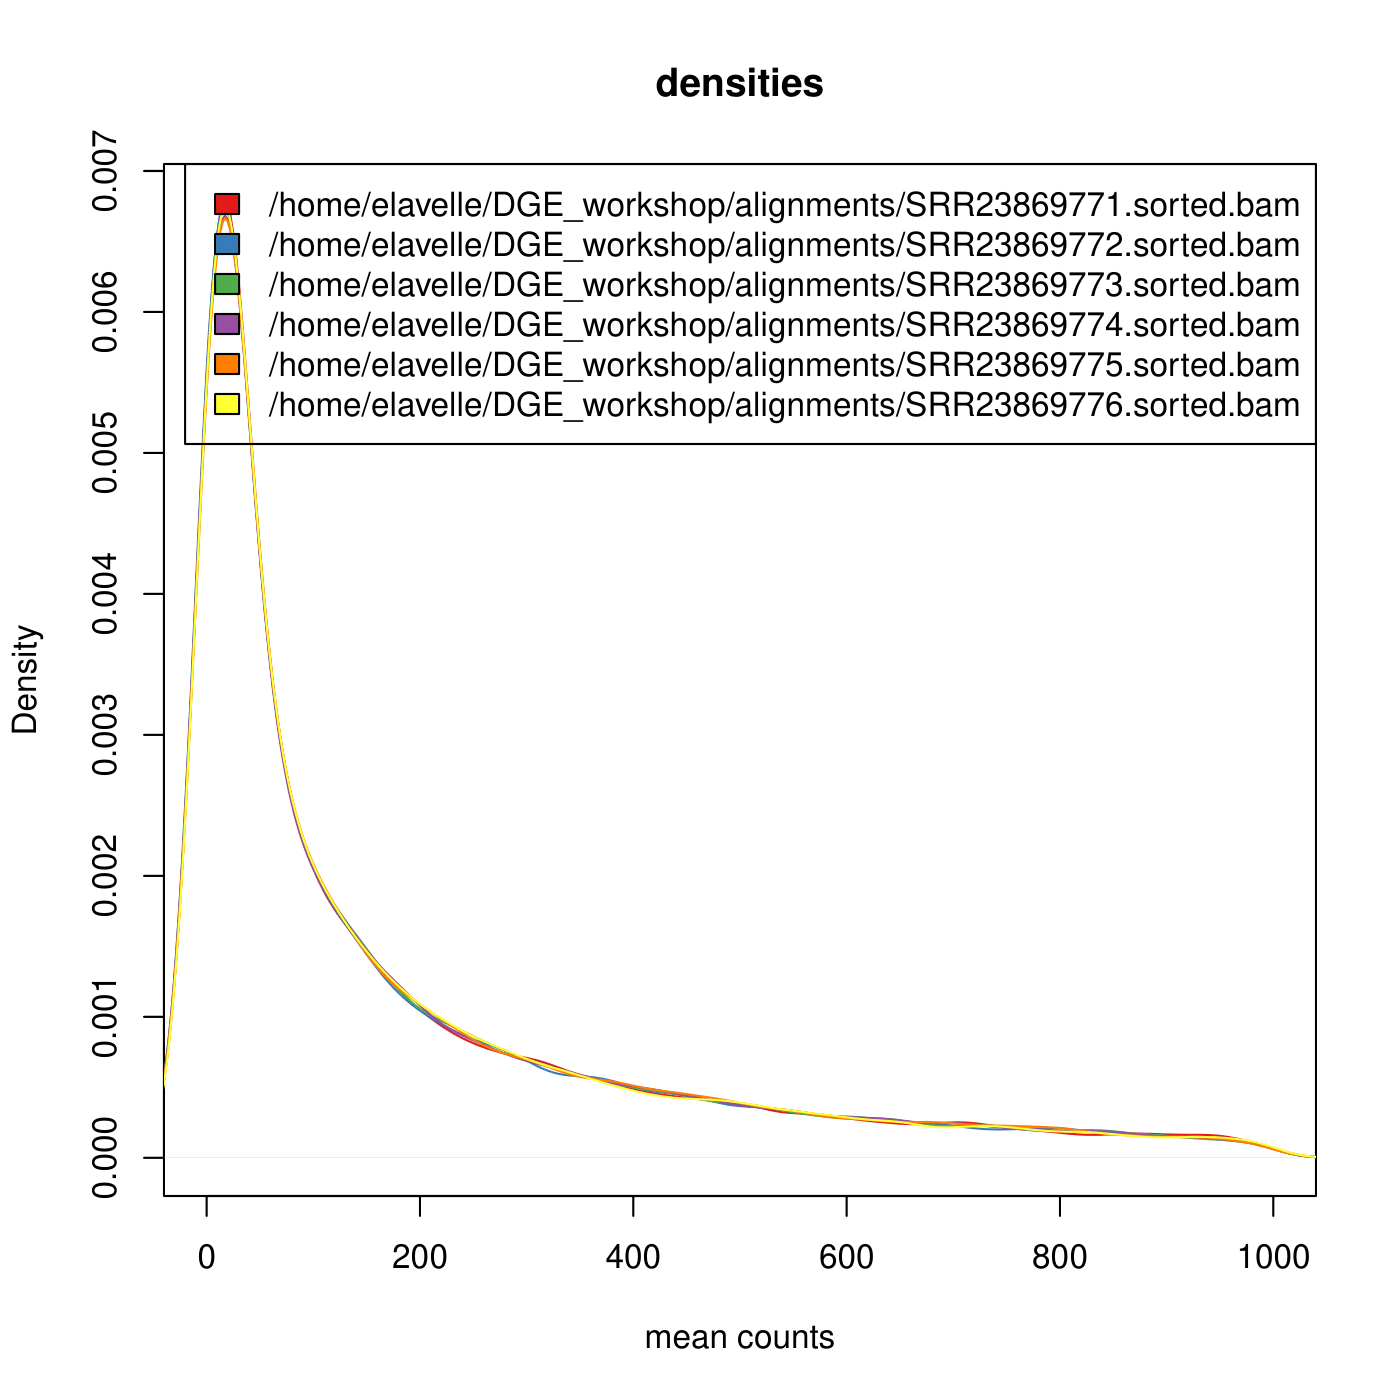 densities
/home/elavelle/DGE_workshop/alignments/SRR23869771.sorted.bam
/home/elavelle/DGE_workshop/alignments/SRR23869772.sorted.bam
/home/elavelle/DGE_workshop/alignments/SRR23869773.sorted.bam
/home/elavelle/DGE_workshop/alignments/SRR23869774.sorted.bam
/home/elavelle/DGE_workshop/alignments/SRR23869775.sorted.bam
/home/elavelle/DGE_workshop/alignments/SRR23869776.sorted.bam
Density
0.007
0.006
0.005
0.004
0.003
0.002
0.001
0.000
0 200 400 600 800 1000
mean counts